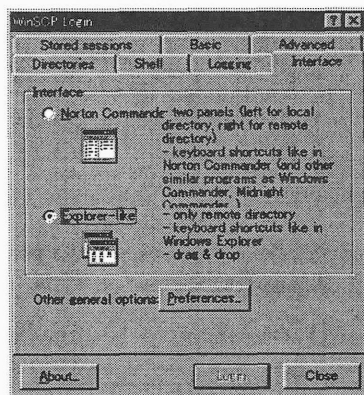 WinSCP Login
Stored sessions Basic Advanced
Directories Shell Logging Interface
Interface
Norton Commande - two panels (left for local
directory, right for remote
directory)
- keyboard shortcuts like in
Norton Commander (and other
similar programs as Windows
Commander, Midnight
Commander )
Explorer-like - only remote directory
- keyboard shortcuts like in
Windows Explorer
- drag & drop
Other general options: Preferences...
About... Login Close